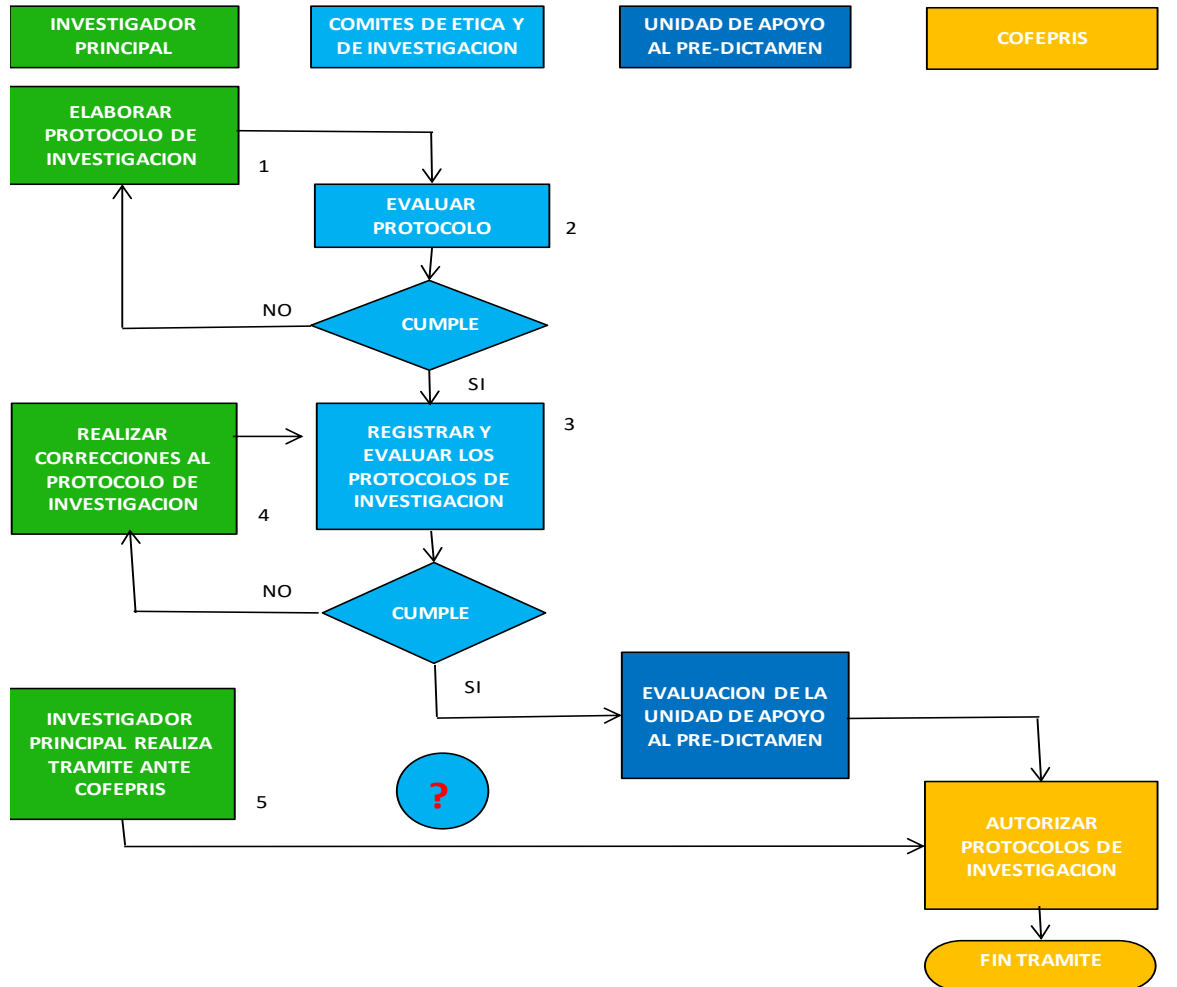 INVESTIGADOR
PRINCIPAL
COMITES DE ETICA Y
DE INVESTIGACION
UNIDAD DE APOYO
AL PRE-DICTAMEN
COFEPRIS
ELABORAR
PROTOCOLO DE
INVESTIGACION
1
EVALUAR
PROTOCOLO
2
NO
CUMPLE
SI
REALIZAR
CORRECCIONES AL
PROTOCOLO DE
INVESTIGACION
4
REGISTRAR Y
EVALUAR LOS
PROTOCOLOS DE
INVESTIGACION
3
NO
CUMPLE
SI
EVALUACION DE LA
UNIDAD DE APOYO
AL PRE-DICTAMEN
INVESTIGADOR
PRINCIPAL REALIZA
TRAMITE ANTE
COFEPRIS
5
?
AUTORIZAR
PROTOCOLOS DE
INVESTIGACION
FIN TRAMITE